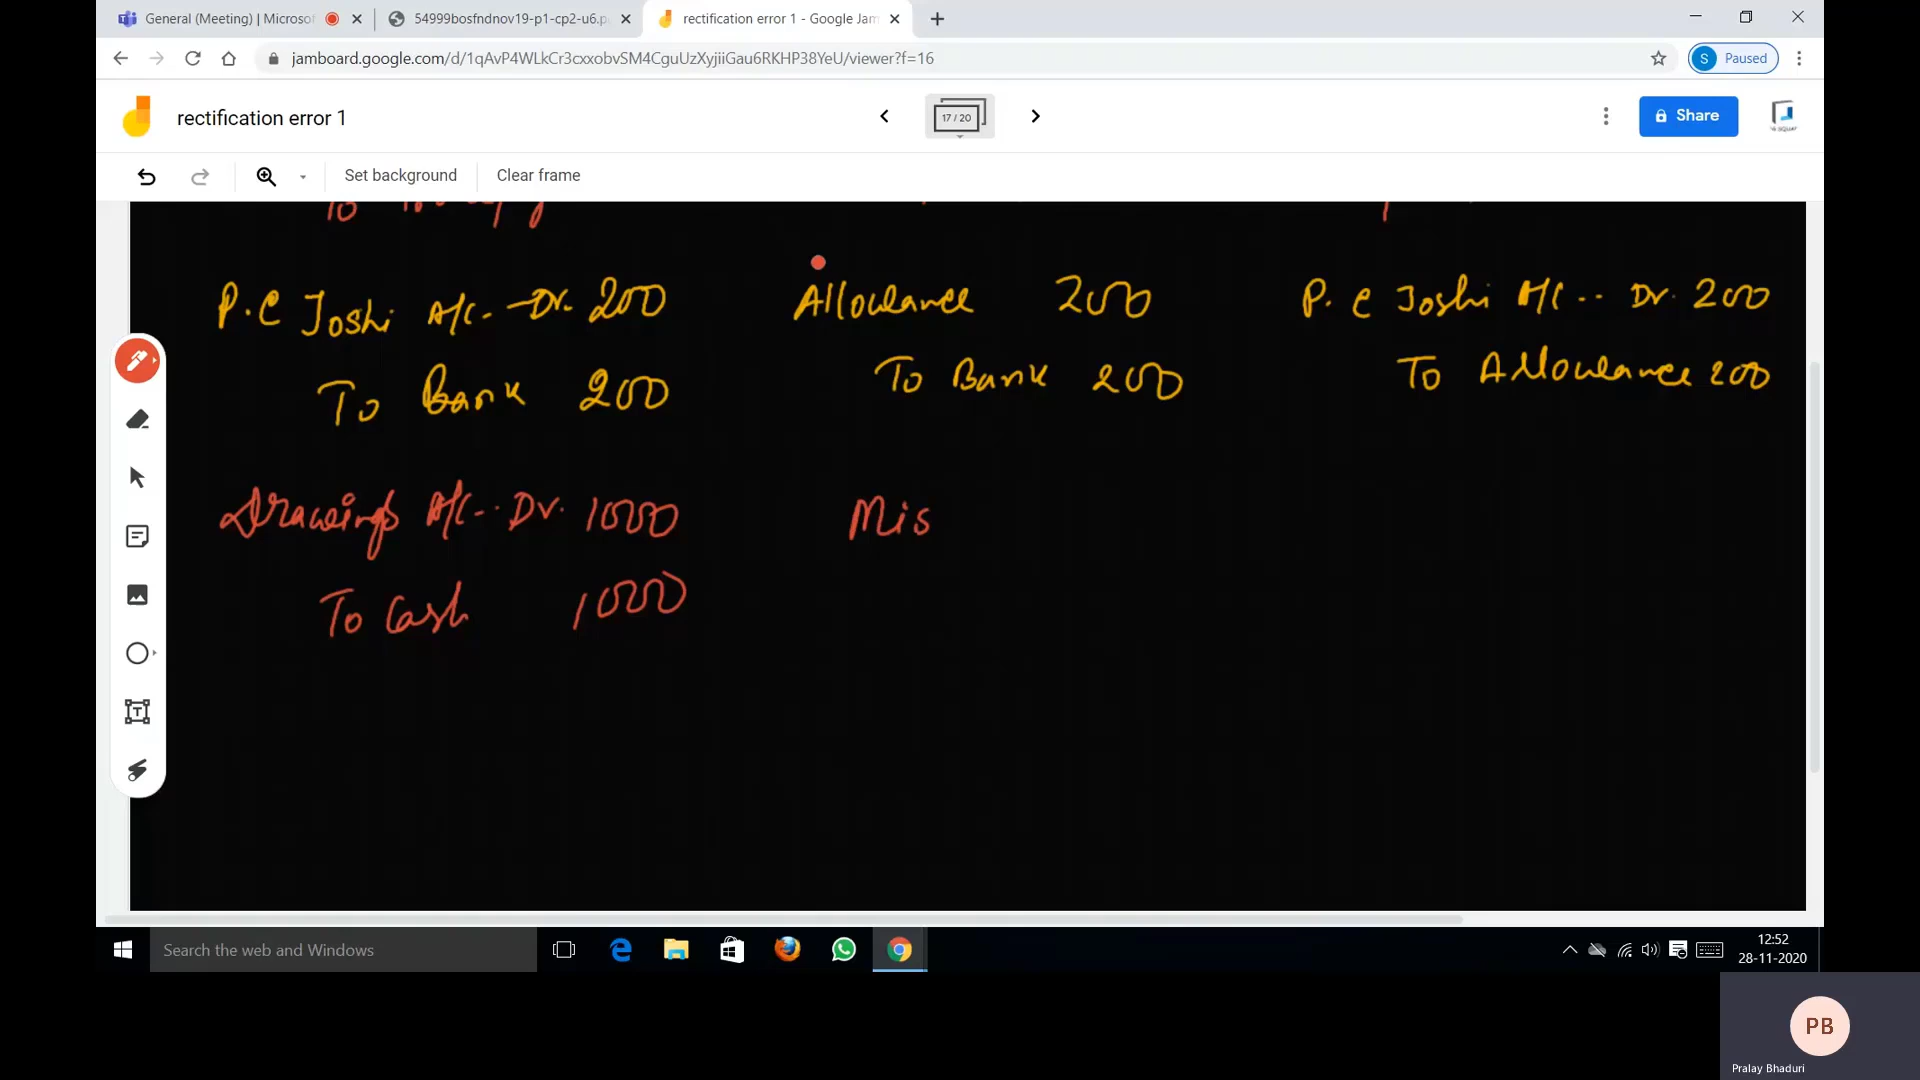 General (Meeting) | Microso
54999bosfndnov19-p1-cp2-u6.p
rectification error 1 - Google Jam
jamboard.google.com/d/1qAvP4WLkCr3cxxobvSM4CguUzXyjiiGau6RKHP38YeU/viewer?f=16
S Paused
rectification error 1
17 / 20
Share
Set background
Clear frame
To
P.C Joshi A/c.-Dr. 200 Allowance 200 P. C Joshi A/c .. Dr. 200
To Bank 200 To Bank 200 To Allowance 200
Drawings A/c.. Dr. 1000 Mis
To Cash 1000
Search the web and Windows
12:52
28-11-2020
PB
Pralay Bhaduri